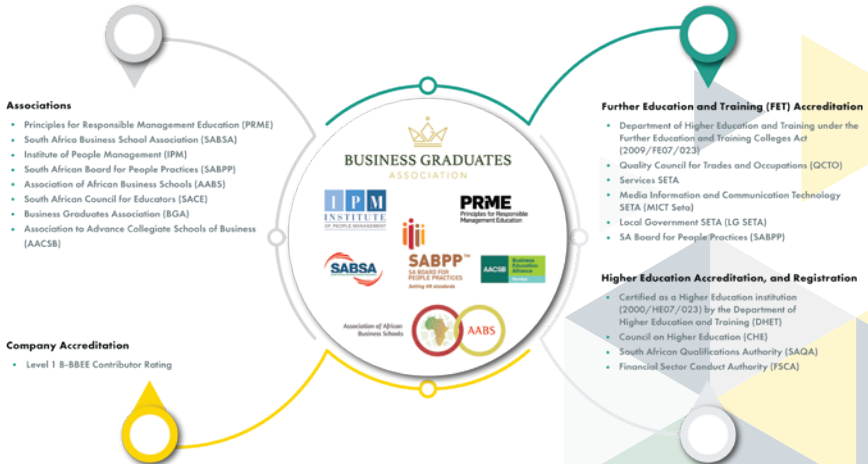 Associations
• Principles for Responsible Management Education (PRME)
• South Africa Business School Association (SABSA)
• Institute of People Management (IPM)
• South African Board for People Practices (SABPP)
• Association of African Business Schools (AABS)
• South African Council for Educators (SACE)
• Business Graduates Association (BGA)
• Association to Advance Collegiate Schools of Business
(AACSB)
Company Accreditation
• Level 1 B-BBEE Contributor Rating
BUSINESS GRADUATES
ASSOCIATION
IPM
INSTITUTE
OF PEOPLE MANAGEMENT
PRME
Principles for Responsible
Management Education
SABSA
SABPP™
SA BOARD FOR
PEOPLE PRACTICES
Setting HR standards
AACSB
Business
Education
Alliance
Member
Association of African
Business Schools
AABS
Further Education and Training (FET) Accreditation
• Department of Higher Education and Training under the
Further Education and Training Colleges Act
(2009/FE07/023)
• Quality Council for Trades and Occupations (QCTO)
• Services SETA
• Media Information and Communication Technology
SETA (MICT Seta)
• Local Government SETA (LG SETA)
• SA Board for People Practices (SABPP)
Higher Education Accreditation, and Registration
• Certified as a Higher Education institution
(2000/HE07/023) by the Department of
Higher Education and Training (DHET)
• Council on Higher Education (CHE)
• South African Qualifications Authority (SAQA)
• Financial Sector Conduct Authority (FSCA)